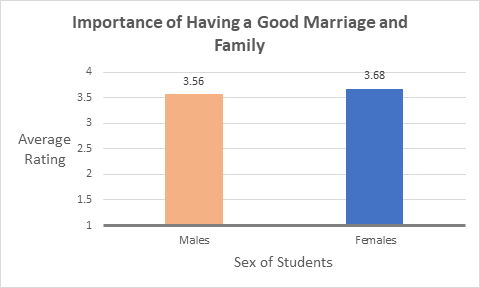 Importance of Having a Good Marriage and
Family
4
3.5
3
2.5
2
1.5
1
3.56
3.68
Average
Rating
Males
Females
Sex of Students